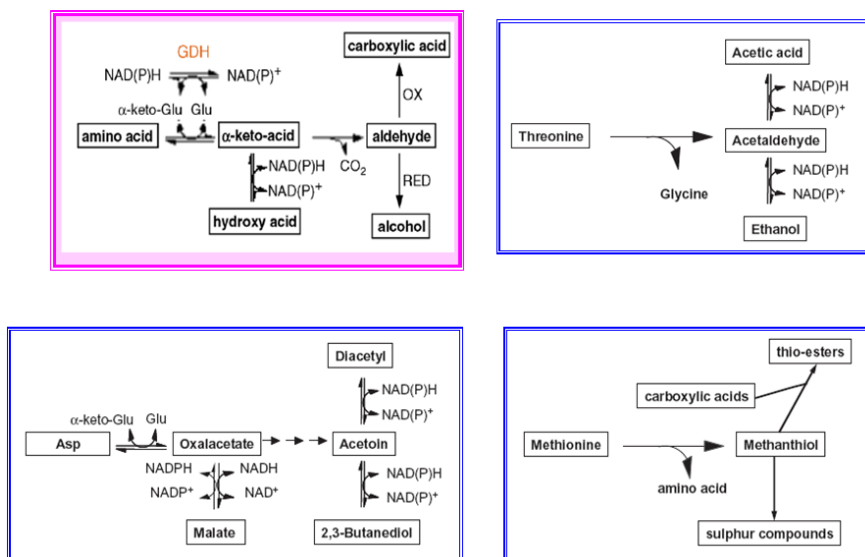 carboxylic acid
GDH
NAD(P)H
NAD(P)⁺
OX
α-keto-Glu
Glu
amino acid
α-keto-acid
aldehyde
CO₂
NAD(P)H
NAD(P)⁺
RED
hydroxy acid
alcohol
Acetic acid
NAD(P)H
NAD(P)⁺
Threonine
Acetaldehyde
NAD(P)H
Glycine
NAD(P)⁺
Ethanol
Diacetyl
NAD(P)H
α-keto-Glu
Glu
NAD(P)⁺
Asp
Oxalacetate
Acetoin
NADPH
NADH
NAD(P)H
NADP⁺
NAD⁺
NAD(P)⁺
Malate
2,3-Butanediol
thio-esters
carboxylic acids
Methionine
Methanthiol
amino acid
sulphur compounds